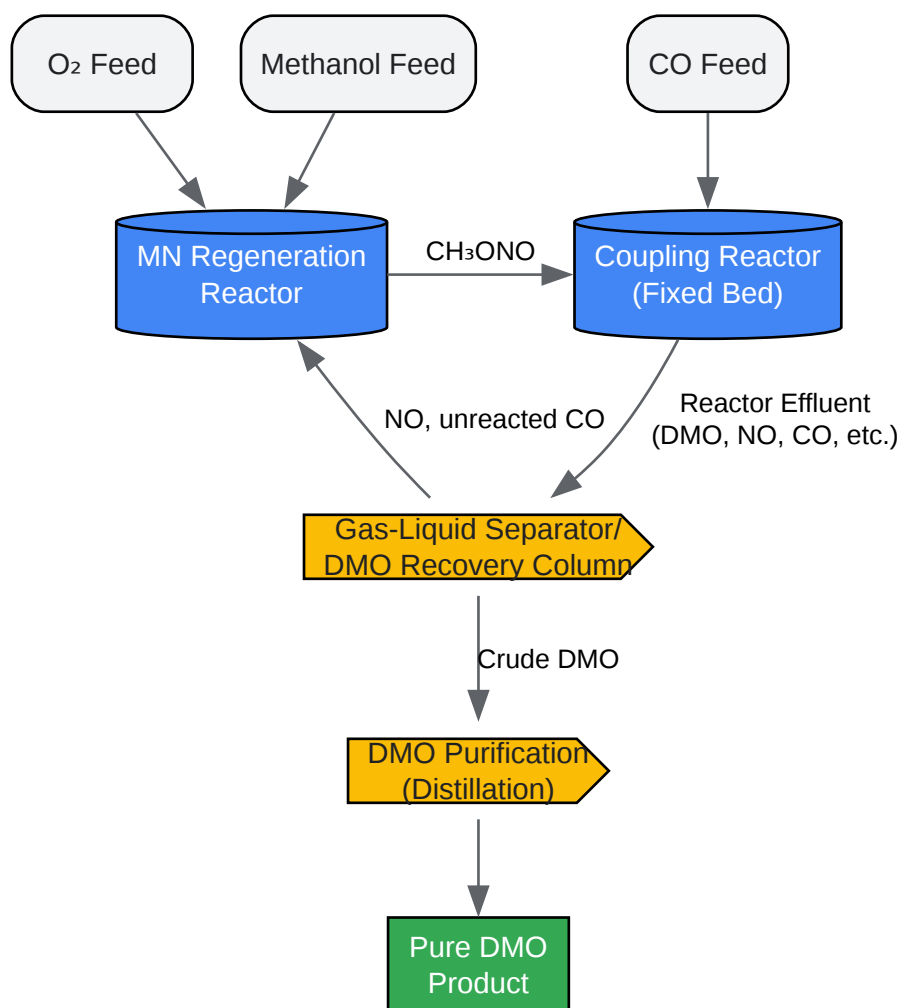 O₂ Feed
Methanol Feed
CO Feed
MN Regeneration
Reactor
CH₃ONO
Coupling Reactor
(Fixed Bed)
NO, unreacted CO
Reactor Effluent
(DMO, NO, CO, etc.)
Gas-Liquid Separator/
DMO Recovery Column
Crude DMO
DMO Purification
(Distillation)
Pure DMO
Product